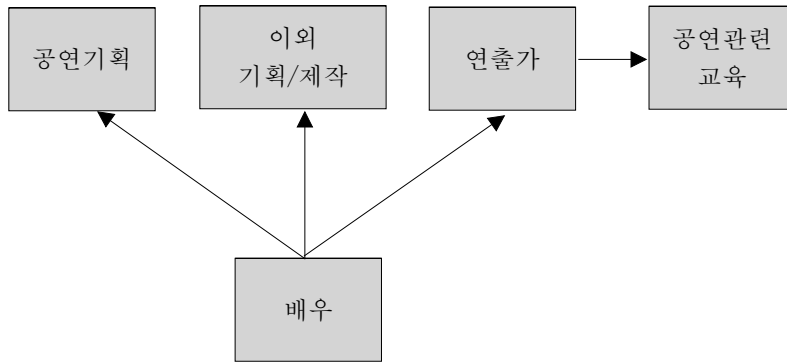 공연기획
이외
기획/제작
연출가
공연관련
교육
배우